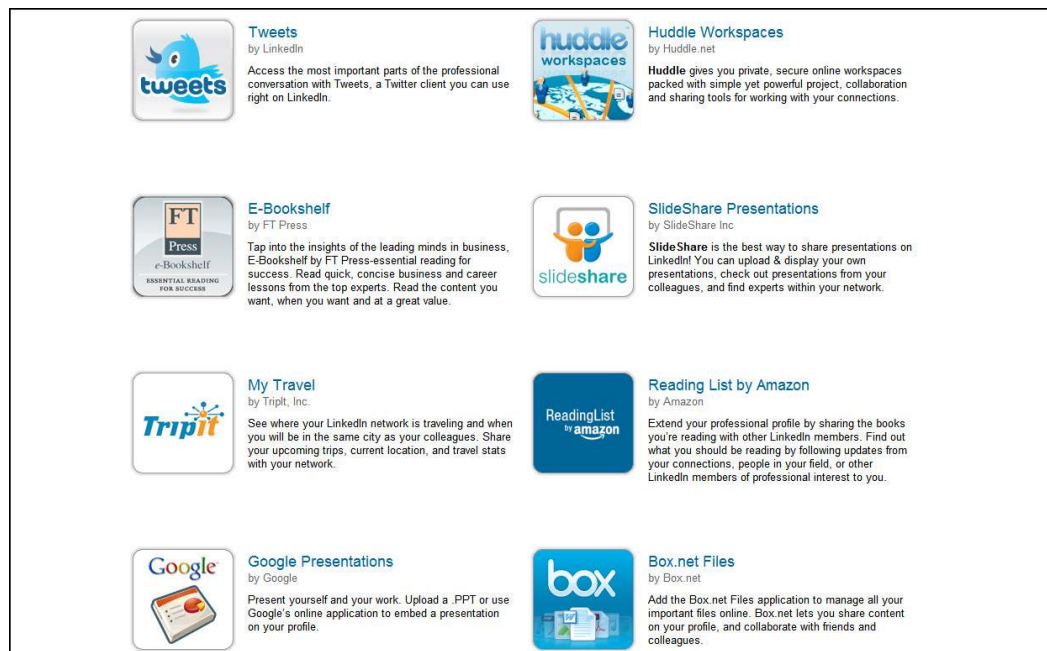 tweets
Tweets
by LinkedIn
Access the most important parts of the professional
conversation with Tweets, a Twitter client you can use
right on LinkedIn.
huddle
workspaces
Huddle Workspaces
by Huddle.net
Huddle gives you private, secure online workspaces
packed with simple yet powerful project, collaboration
and sharing tools for working with your connections.
FT
Press
e-Bookshelf
ESSENTIAL READING
FOR SUCCESS
E-Bookshelf
by FT Press
Tap into the insights of the leading minds in business,
E-Bookshelf by FT Press-essential reading for
success. Read quick, concise business and career
lessons from the top experts. Read the content you
want, when you want and at a great value.
slideshare
SlideShare Presentations
by SlideShare Inc
SlideShare is the best way to share presentations on
LinkedIn! You can upload & display your own
presentations, check out presentations from your
colleagues, and find experts within your network.
TripIt
My Travel
by TripIt, Inc.
See where your LinkedIn network is traveling and when
you will be in the same city as your colleagues. Share
your upcoming trips, current location, and travel stats
with your network.
ReadingList
by amazon
Reading List by Amazon
by Amazon
Extend your professional profile by sharing the books
you're reading with other LinkedIn members. Find out
what you should be reading by following updates from
your connections, people in your field, or other
LinkedIn members of professional interest to you.
Google
Google Presentations
by Google
Present yourself and your work. Upload a .PPT or use
Google's online application to embed a presentation
on your profile.
box
Box.net Files
by Box.net
Add the Box.net Files application to manage all your
important files online. Box.net lets you share content
on your profile, and collaborate with friends and
colleagues.